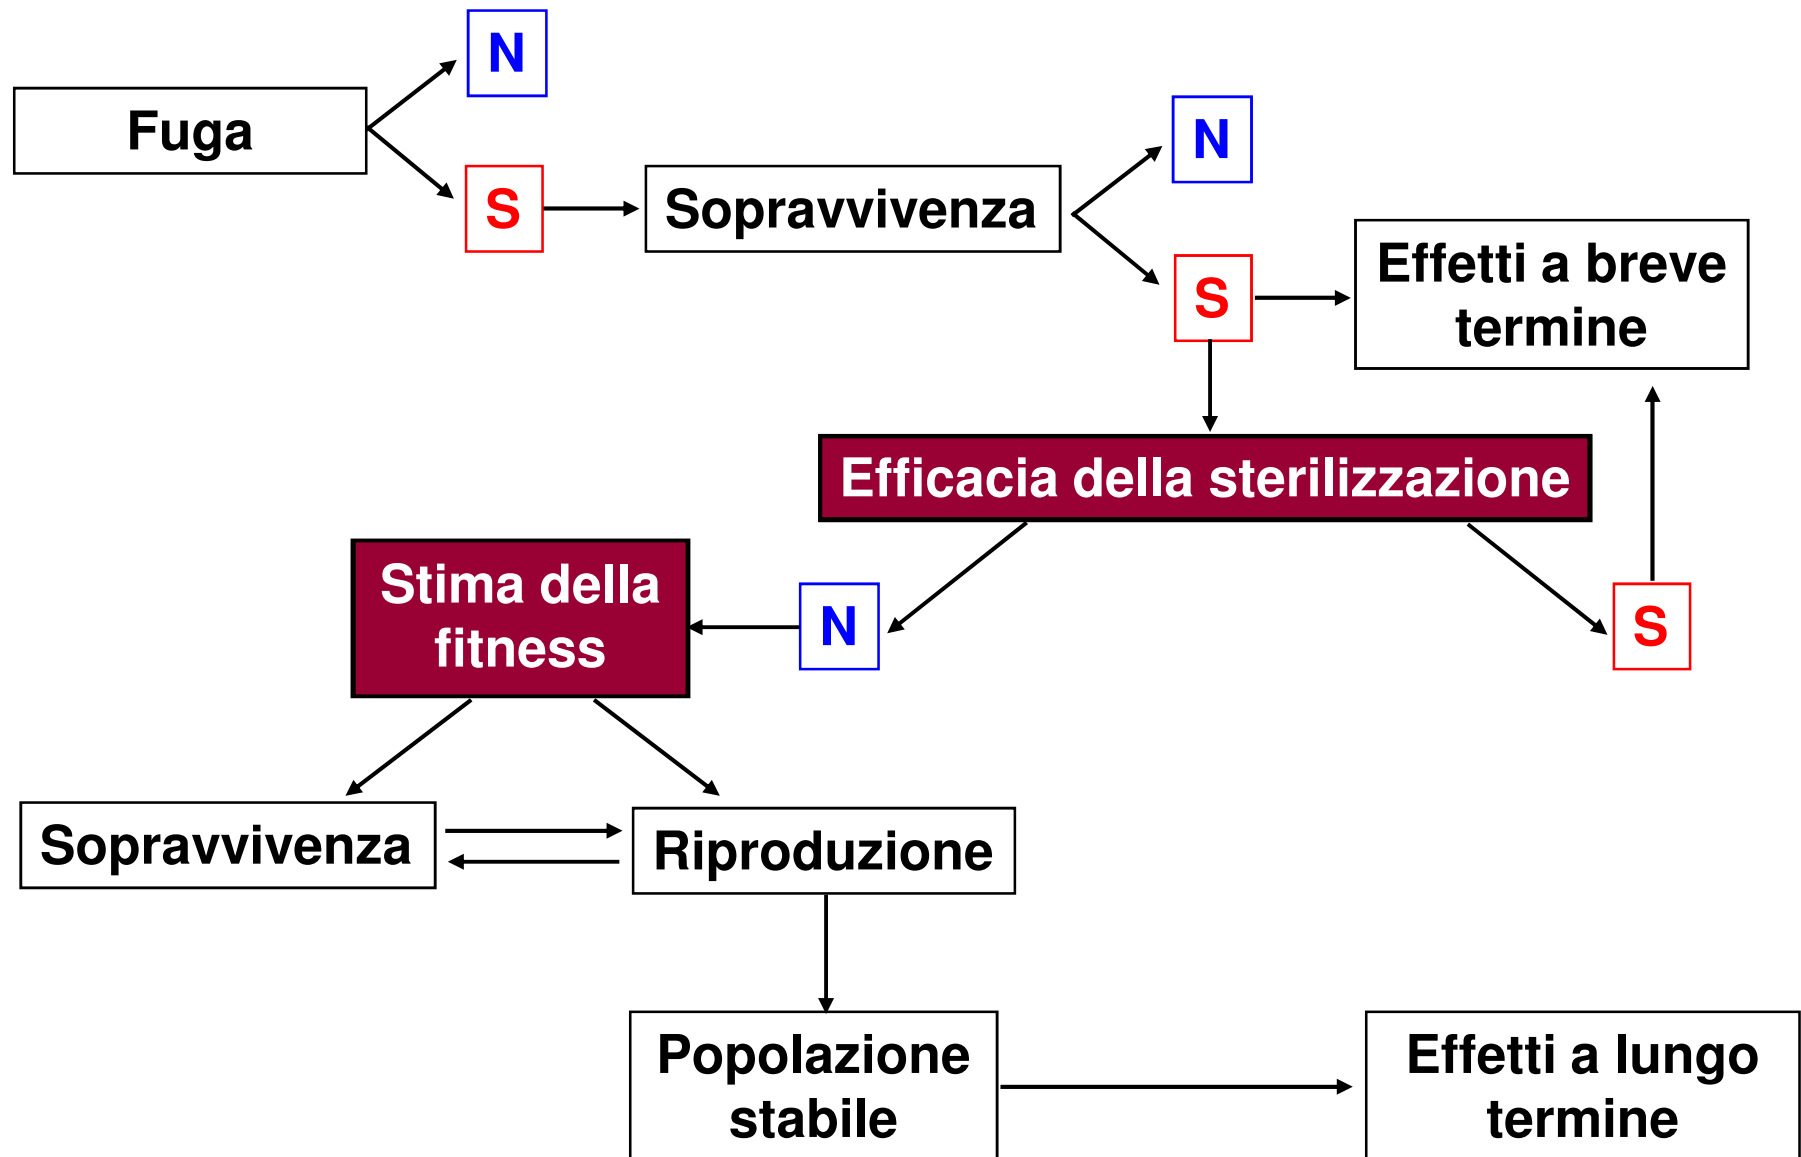 N
Fuga
N
S
Sopravvivenza
Effetti a breve
termine
S
Efficacia della sterilizzazione
Stima della
fitness
N
S
Sopravvivenza
Riproduzione
Popolazione
stabile
Effetti a lungo
termine